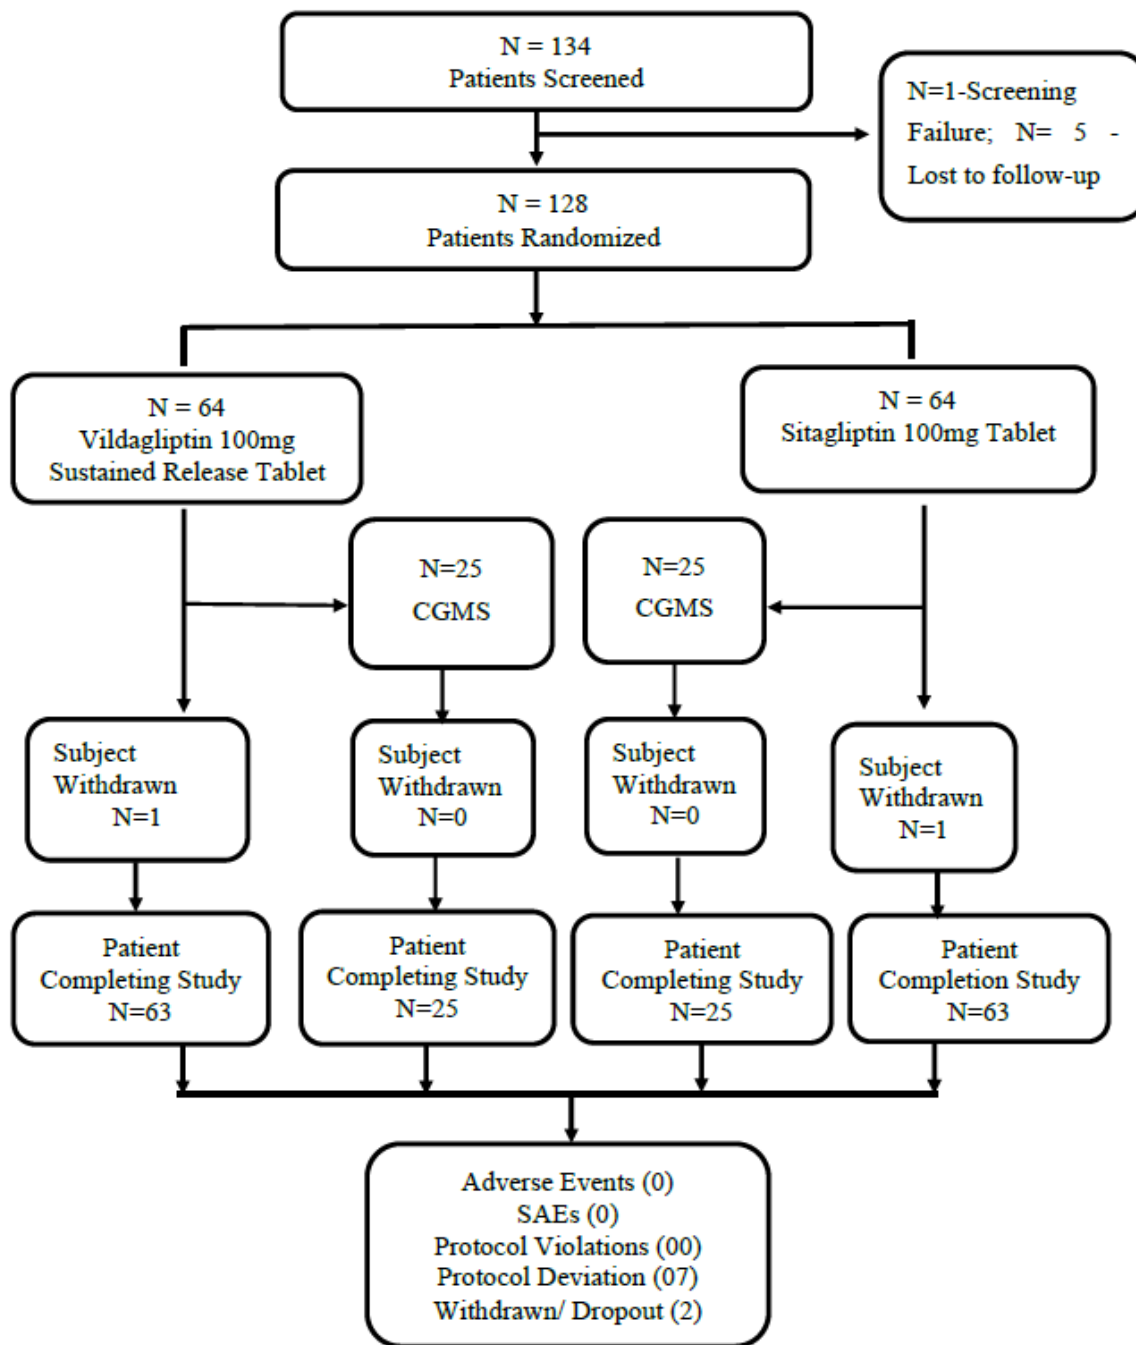 N = 134
Patients Screened
N=1-Screening
Failure; N= 5 -
Lost to follow-up
N = 128
Patients Randomized
N = 64
Vildagliptin 100mg
Sustained Release Tablet
N = 64
Sitagliptin 100mg Tablet
N=25
CGMS
N=25
CGMS
Subject
Withdrawn
N=1
Subject
Withdrawn
N=0
Subject
Withdrawn
N=0
Subject
Withdrawn
N=1
Patient
Completing Study
N=63
Patient
Completing Study
N=25
Patient
Completing Study
N=25
Patient
Completion Study
N=63
Adverse Events (0)
SAEs (0)
Protocol Violations (00)
Protocol Deviation (07)
Withdrawn/ Dropout (2)